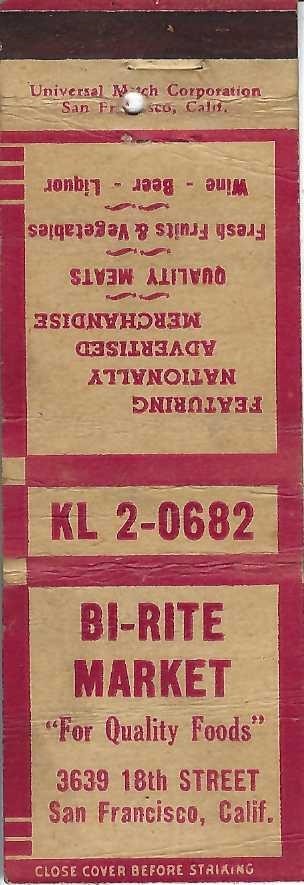 Universal Match Corporation
San Francisco, Calif.
FEATURING
NATIONALLY
ADVERTISED
MERCHANDISE
QUALITY MEATS
Fresh Fruits & Vegetables
Wine - Beer - Liquor
KL 2-0682
BI-RITE
MARKET
"For Quality Foods"
3639 18th STREET
San Francisco, Calif.
CLOSE COVER BEFORE STRIKING